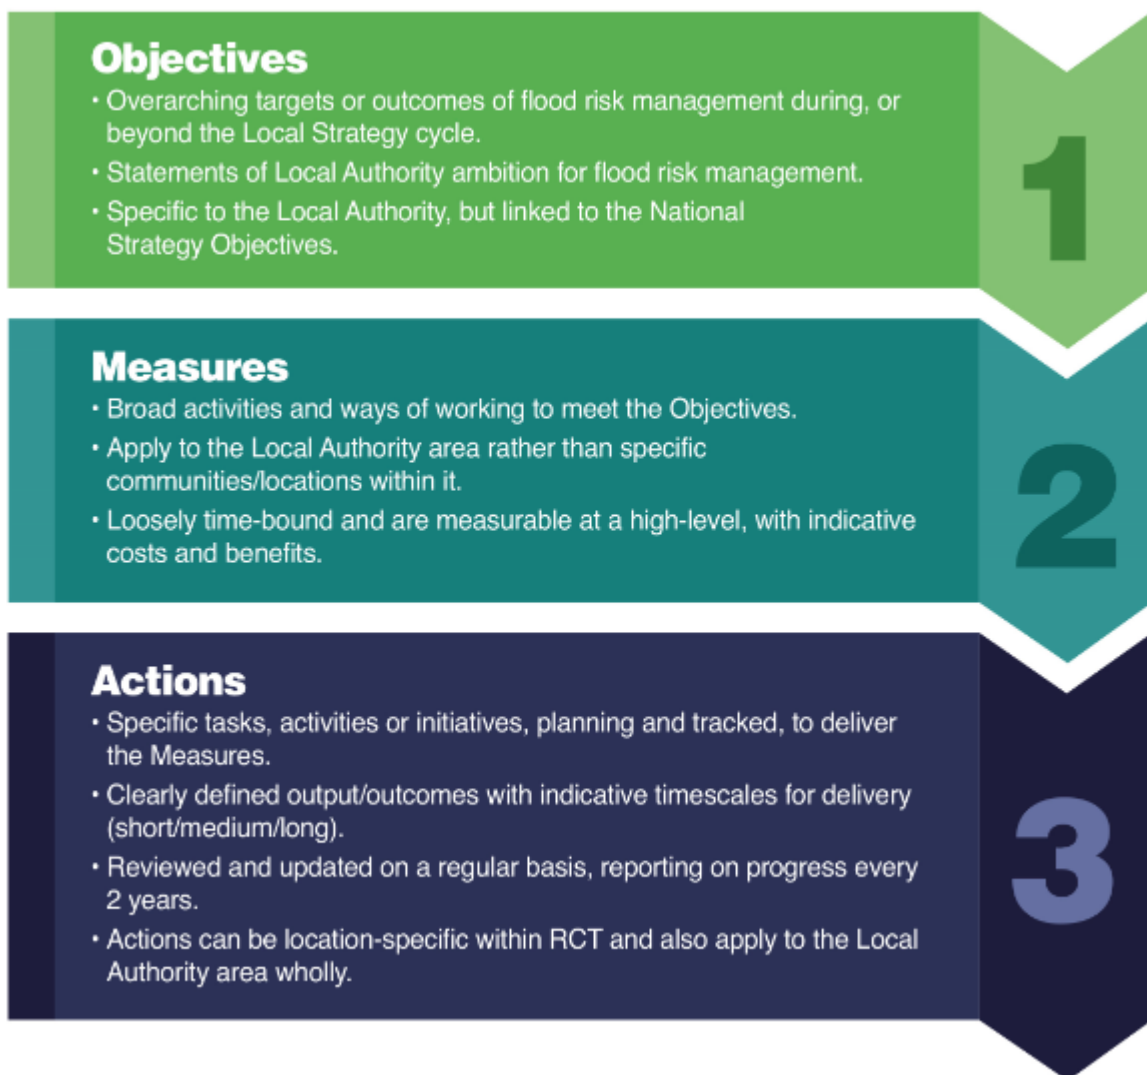 Objectives
• Overarching targets or outcomes of flood risk management during, or
beyond the Local Strategy cycle.
• Statements of Local Authority ambition for flood risk management.
• Specific to the Local Authority, but linked to the National
Strategy Objectives.
1
Measures
• Broad activities and ways of working to meet the Objectives.
• Apply to the Local Authority area rather than specific
communities/locations within it.
• Loosely time-bound and are measurable at a high-level, with indicative
costs and benefits.
2
Actions
• Specific tasks, activities or initiatives, planning and tracked, to deliver
the Measures.
• Clearly defined output/outcomes with indicative timescales for delivery
(short/medium/long).
• Reviewed and updated on a regular basis, reporting on progress every
2 years.
• Actions can be location-specific within RCT and also apply to the Local
Authority area wholly.
3